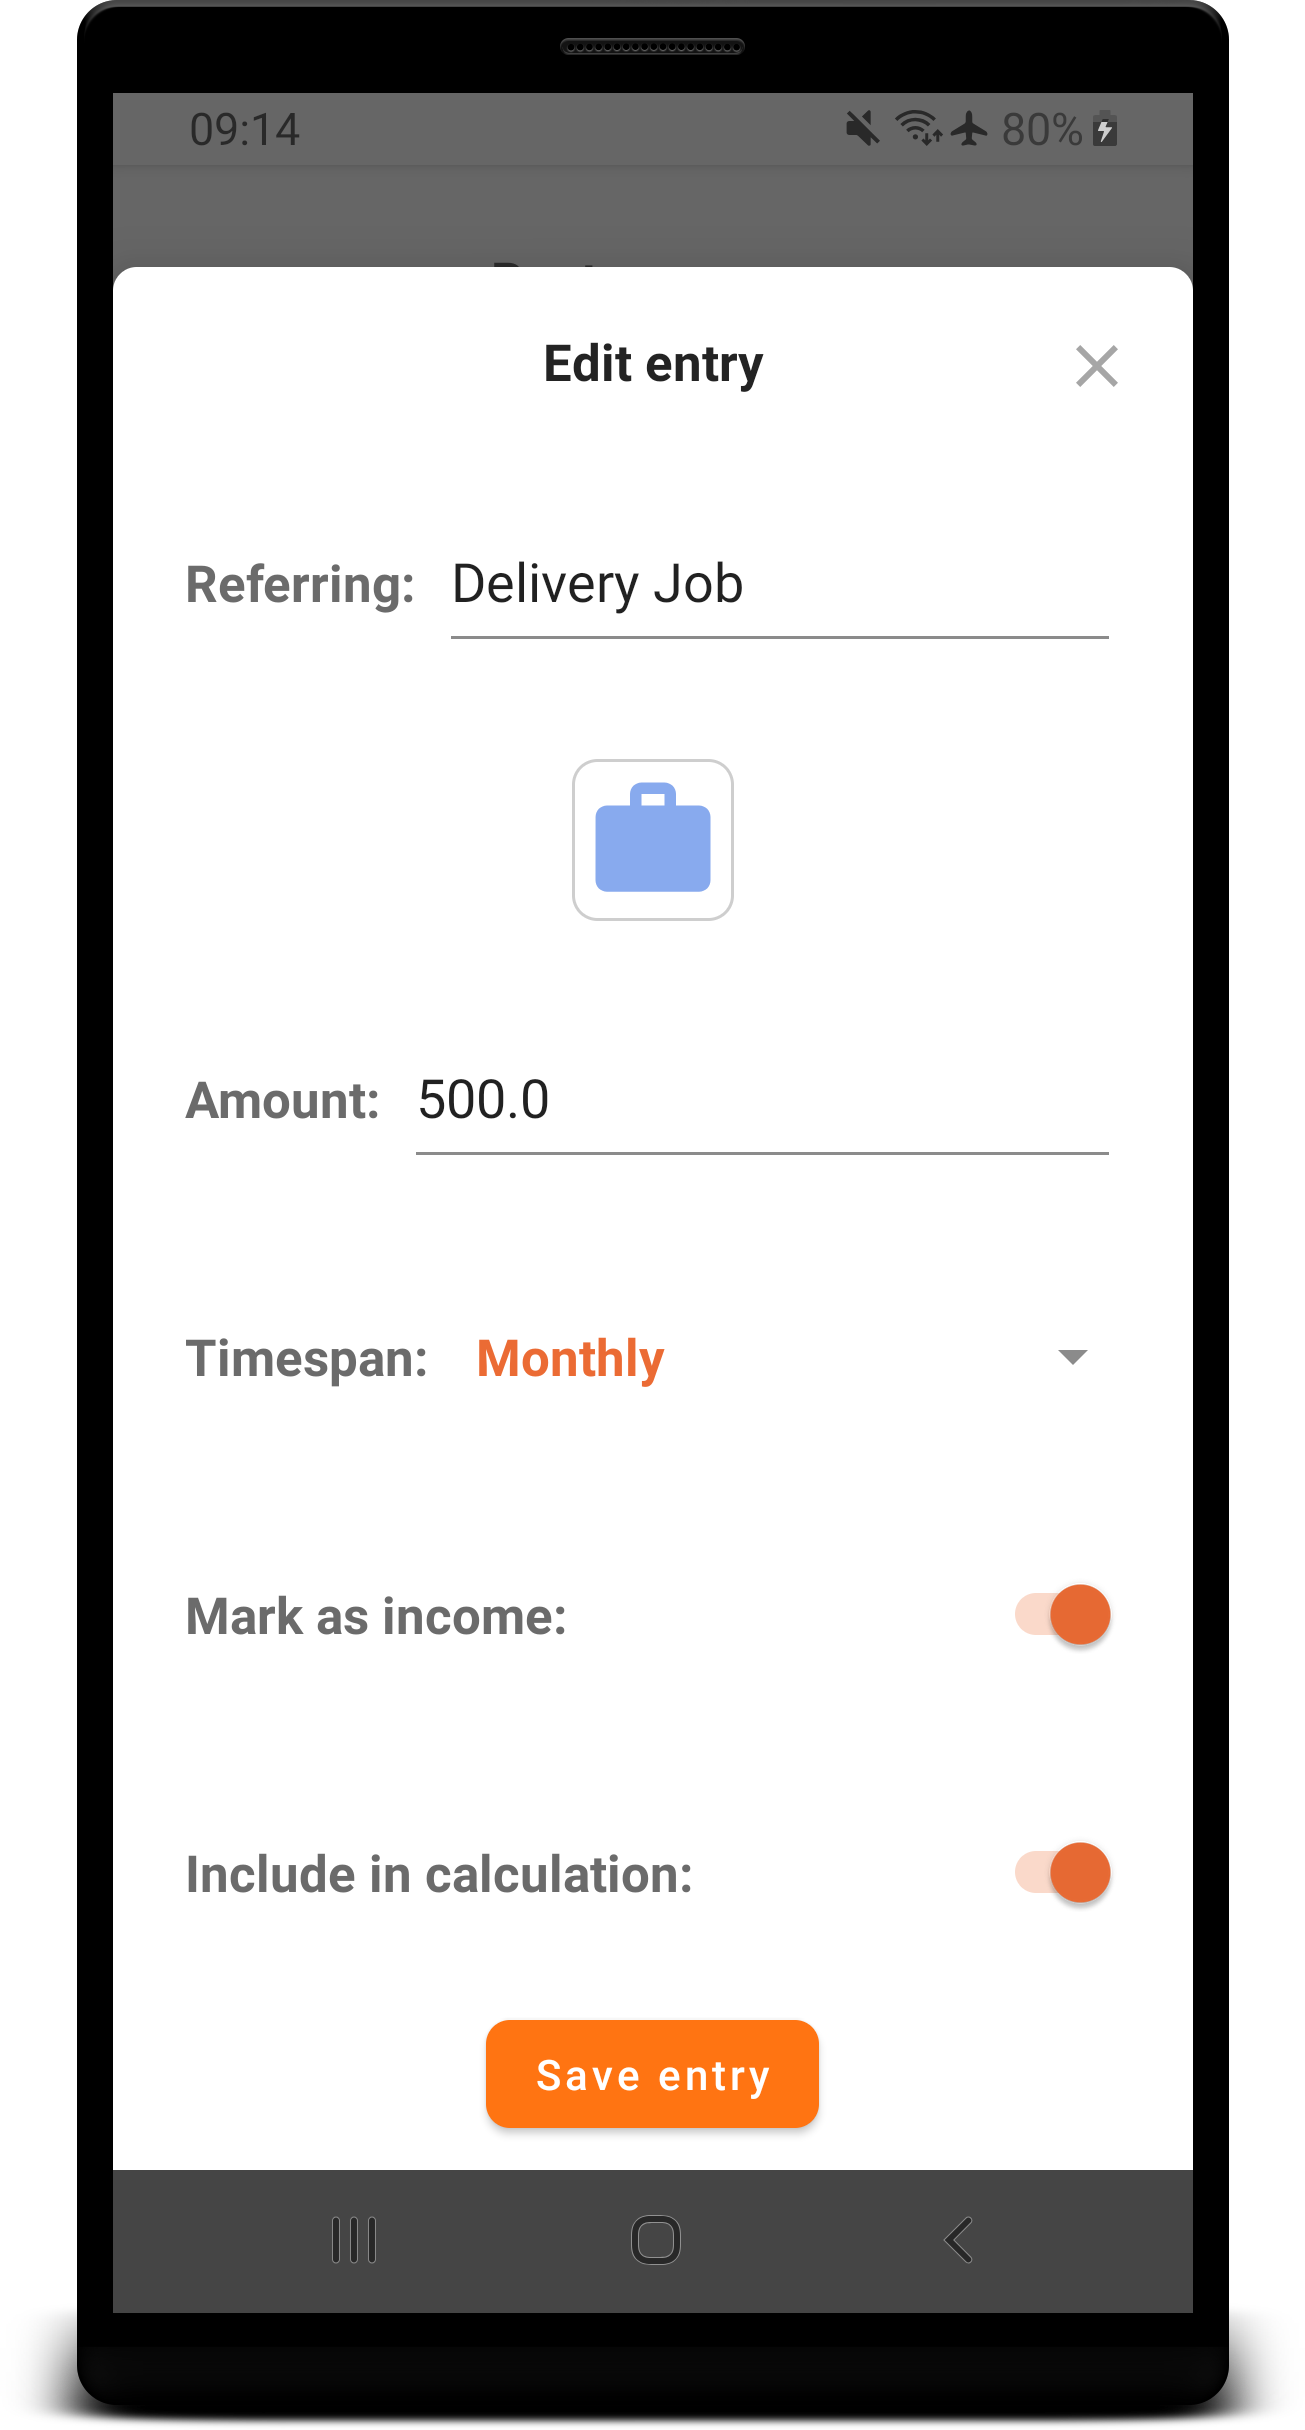 09:14 80%
Edit entry
Referring: Delivery Job
Amount: 500.0
Timespan: Monthly
Mark as income:
Include in calculation:
Save entry